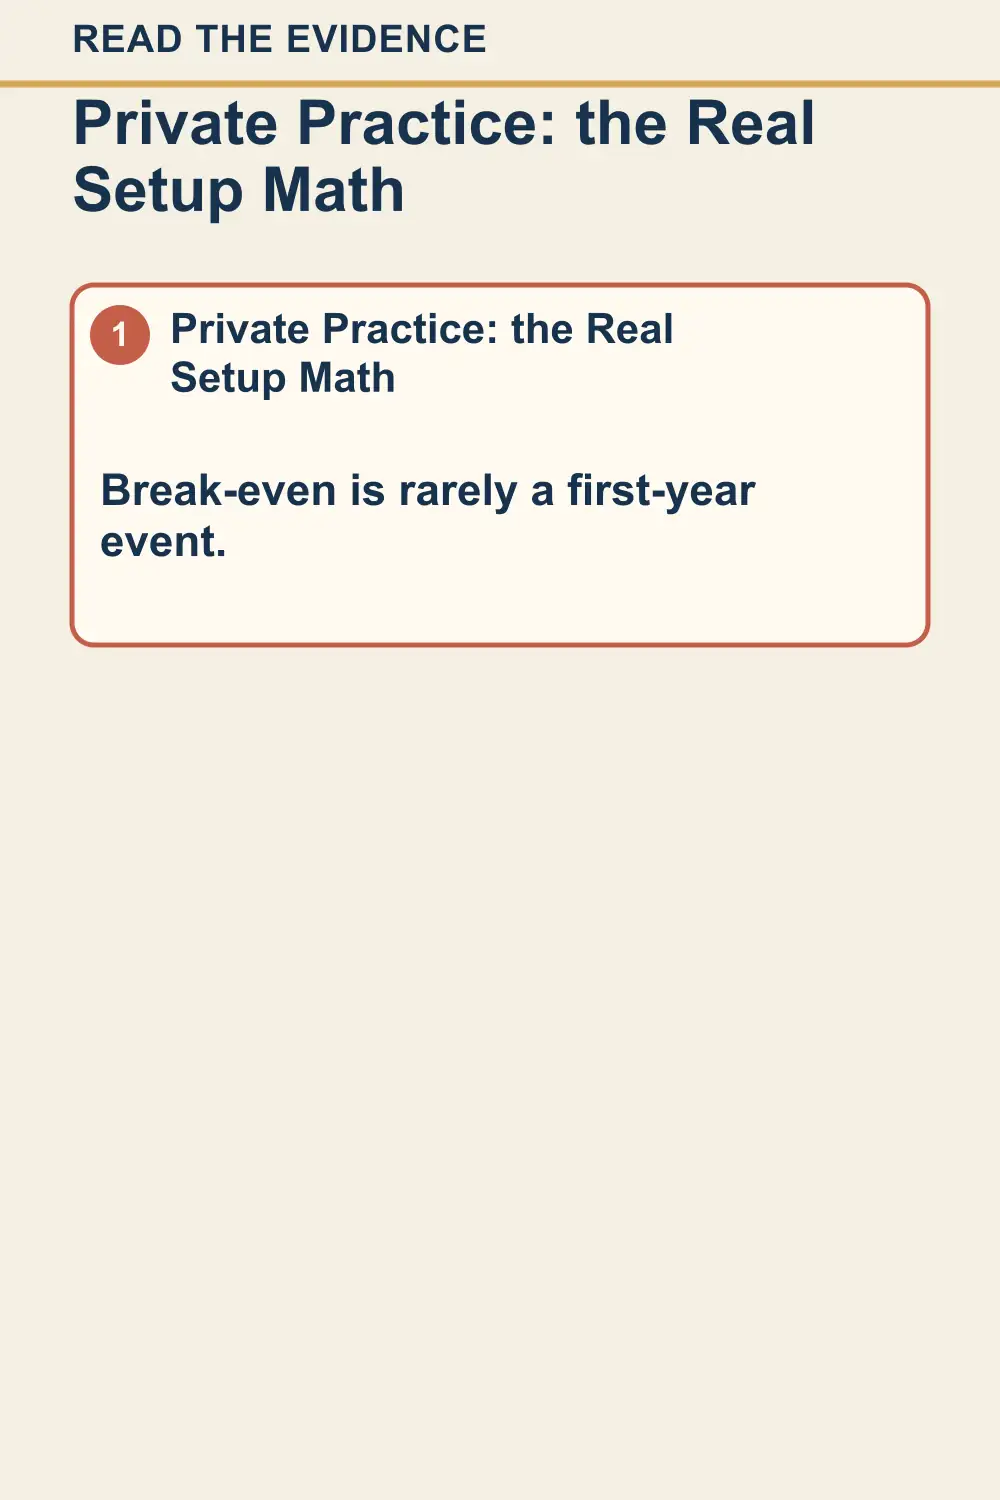 READ THE EVIDENCE
Private Practice: the Real
Setup Math
1
Private Practice: the Real
Setup Math
Break-even is rarely a first-year
event.